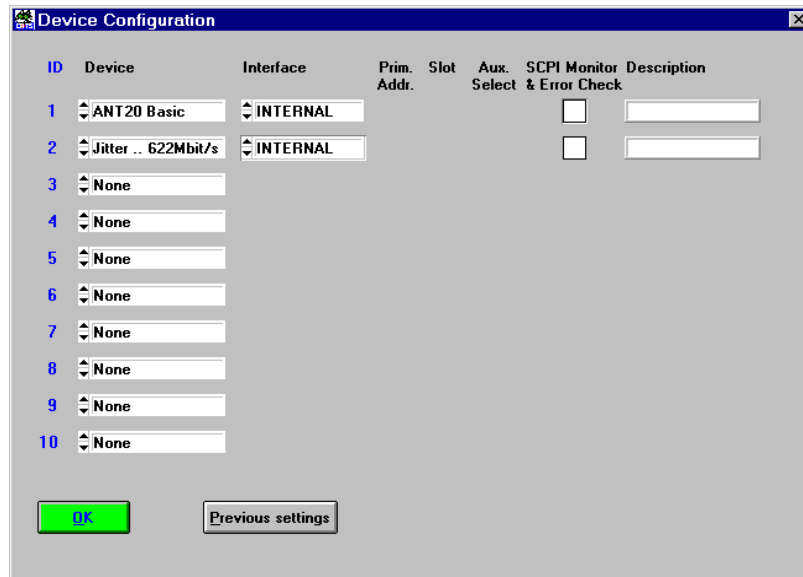 Device Configuration
ID Device Interface Prim. Addr. Slot Aux. Select SCPI Monitor & Error Check Description
1 ANT20 Basic INTERNAL
2 Jitter .. 622Mbit/s INTERNAL
3 None
4 None
5 None
6 None
7 None
8 None
9 None
10 None
OK Previous settings